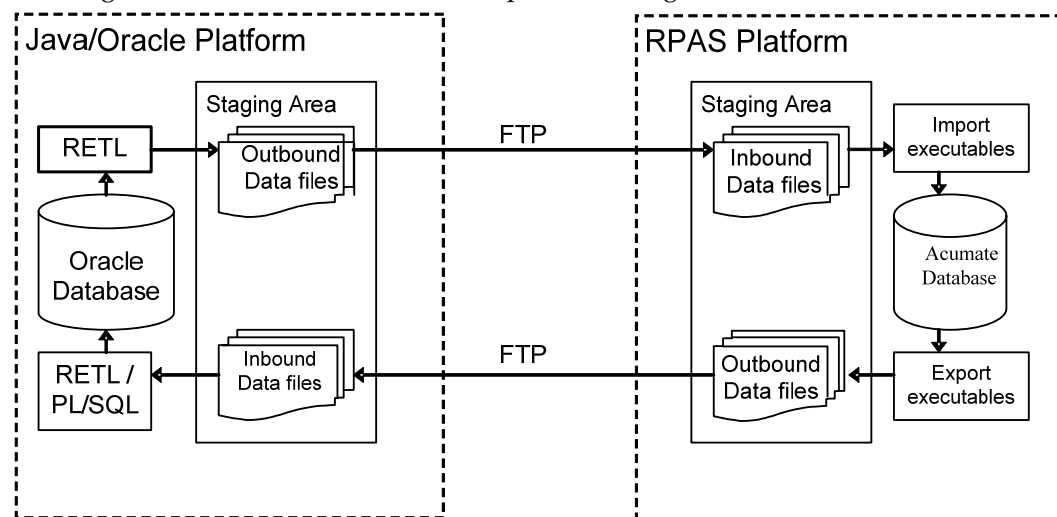 Java/Oracle Platform
RPAS Platform
Staging Area
RETL
Outbound
Data files
FTP
Staging Area
Inbound
Data files
Import
executables
Oracle
Database
Acumate
Database
RETL /
PL/SQL
Inbound
Data files
FTP
Outbound
Data files
Export
executables